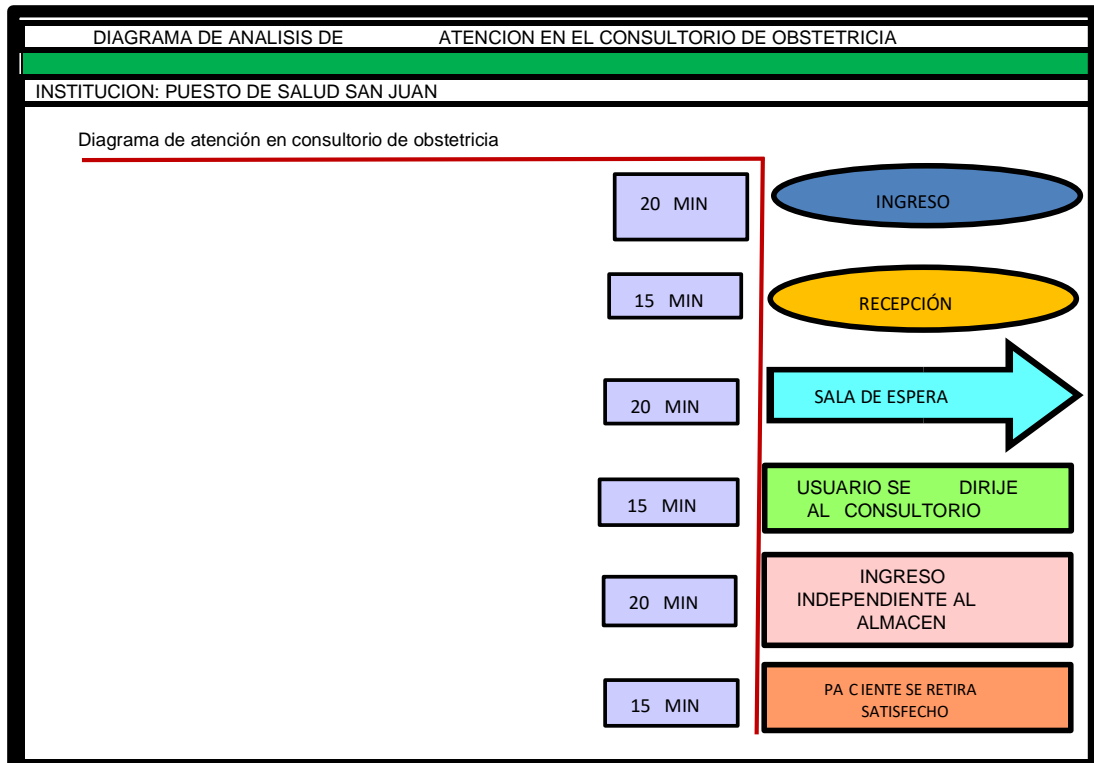 DIAGRAMA DE ANALISIS DE ATENCION EN EL CONSULTORIO DE OBSTETRICIA
INSTITUCION: PUESTO DE SALUD SAN JUAN
Diagrama de atención en consultorio de obstetricia
20 MIN
INGRESO
15 MIN
RECEPCIÓN
20 MIN
SALA DE ESPERA
15 MIN
USUARIO SE DIRIJE
AL CONSULTORIO
20 MIN
INGRESO
INDEPENDIENTE AL
ALMACEN
15 MIN
PA C IENTE SE RETIRA
SATISFECHO